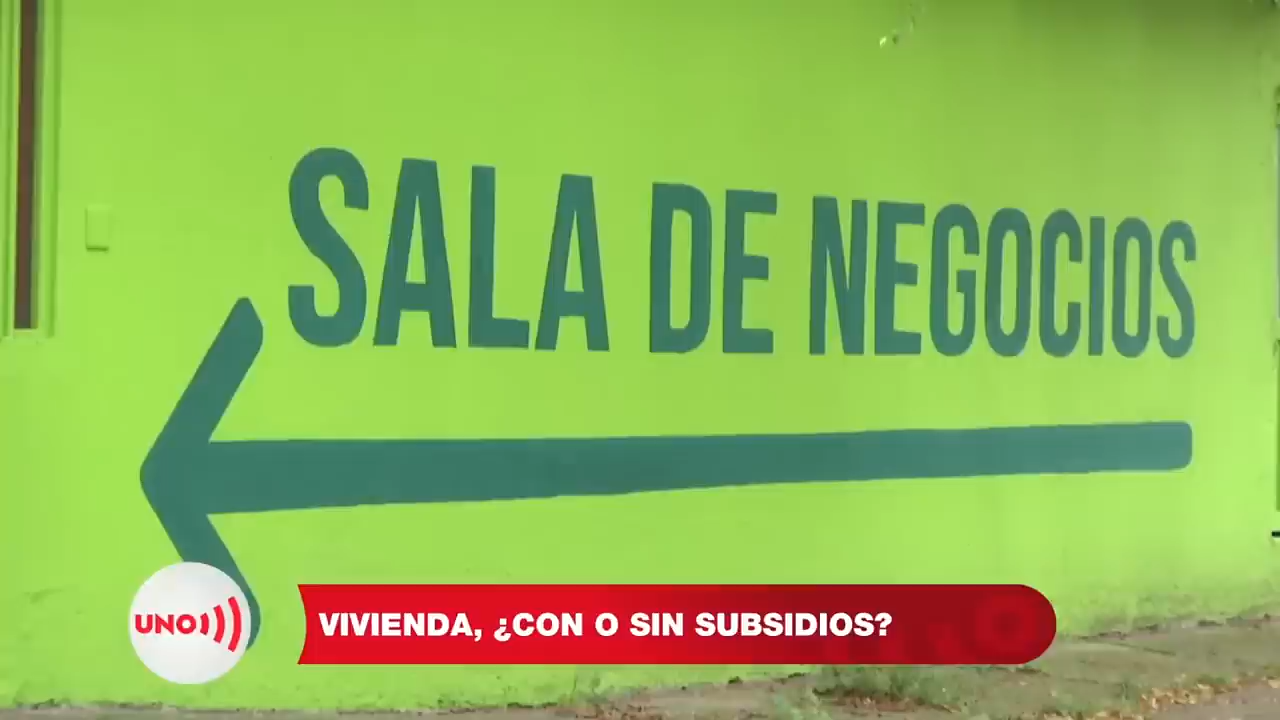 SALA DE NEGOCIOS
UNO
VIVIENDA, ¿CON O SIN SUBSIDIOS?